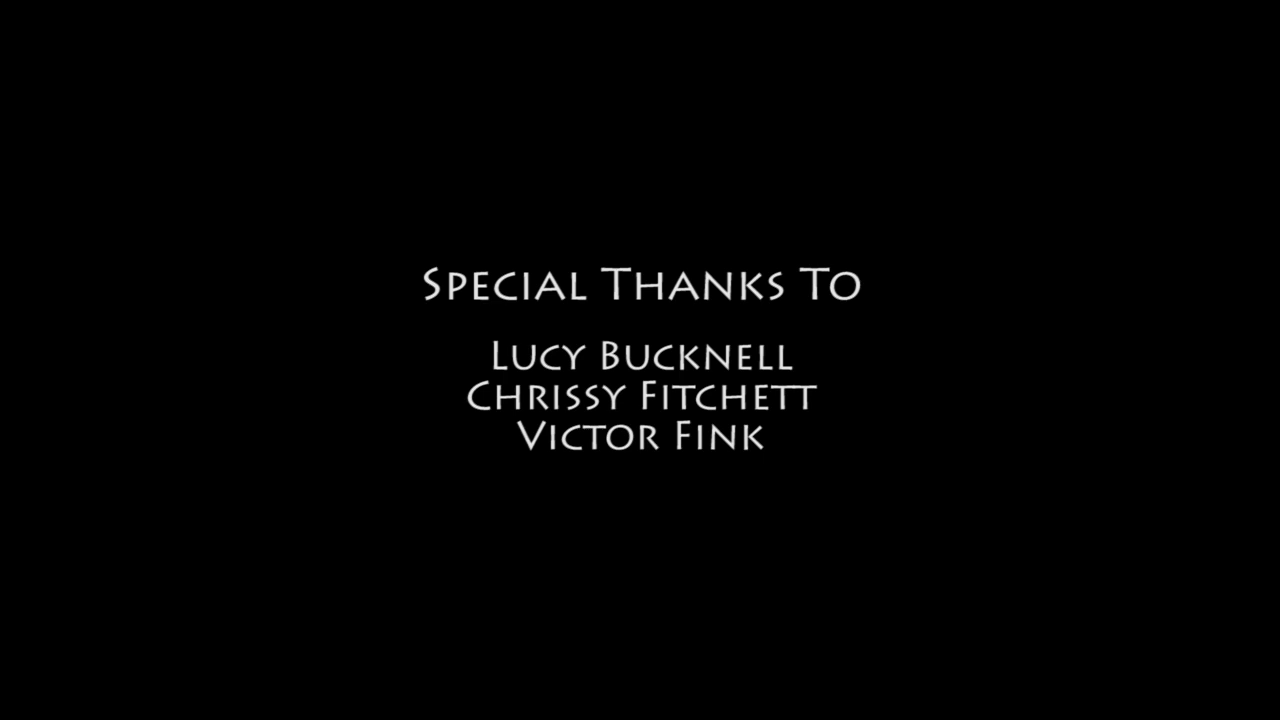 Special Thanks To
Lucy Bucknell
Chrissy Fitchett
Victor Fink